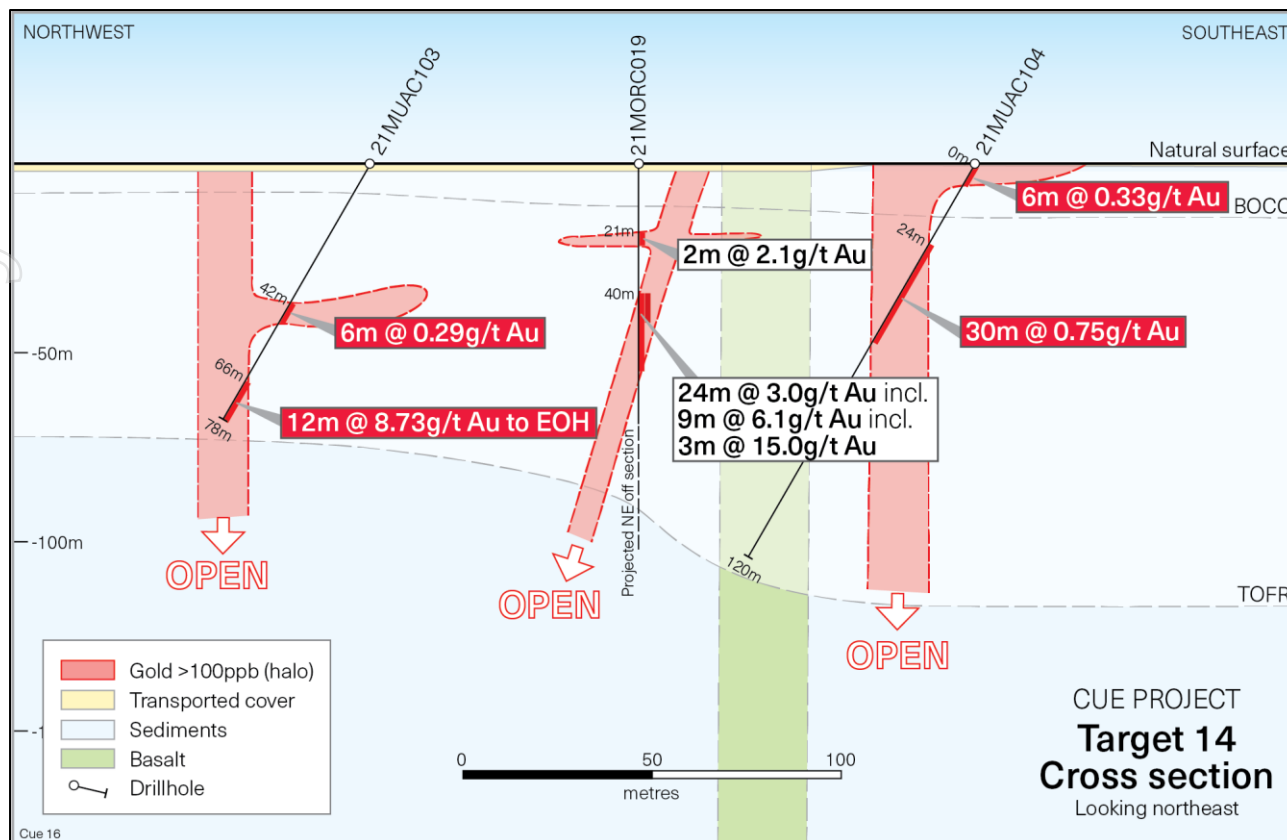 NORTHWEST
SOUTHEAST
21MUAC103
21MORC019
21MUAC104
Natural surface
0m
6m @ 0.33g/t Au
BOCO
21m
24m
2m @ 2.1g/t Au
42m
40m
6m @ 0.29g/t Au
30m @ 0.75g/t Au
-50m
66m
24m @ 3.0g/t Au incl.
9m @ 6.1g/t Au incl.
3m @ 15.0g/t Au
12m @ 8.73g/t Au to EOH
78m
Projected NE off section
-100m
120m
OPEN
OPEN
OPEN
TOFR
Gold >100ppb (halo)
Transported cover
Sediments
Basalt
Drillhole
0
50
100
metres
CUE PROJECT
Target 14
Cross section
Looking northeast
Cue 16